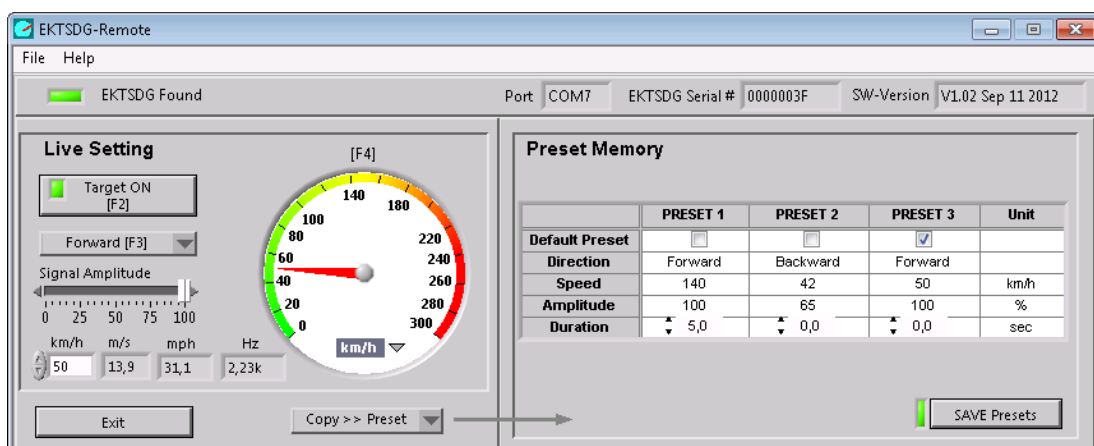 EKTSDG-Remote
File Help
EKTSDG Found Port COM7 EKTSDG Serial # 0000003F SW-Version V1.02 Sep 11 2012
Live Setting
Target ON
[F2]
Forward [F3]
Signal Amplitude
0 25 50 75 100
km/h m/s mph Hz
50 13,9 31,1 2,23k
[F4]
0
20
40
60
80
100
140
180
220
240
260
280
300
km/h
Exit
Copy >> Preset
Preset Memory
PRESET 1 PRESET 2 PRESET 3 Unit
Default Preset
Direction Forward Backward Forward
Speed 140 42 50 km/h
Amplitude 100 65 100 %
Duration 5,0 0,0 0,0 sec
SAVE Presets